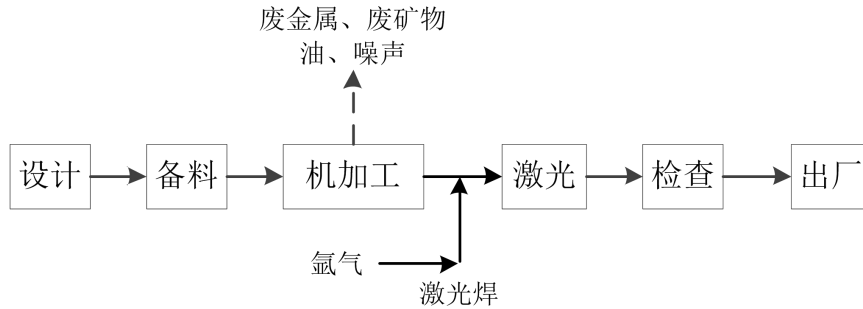 废金属、废矿物
油、噪声
设计
备料
机加工
激光
检查
出厂
氩气
激光焊